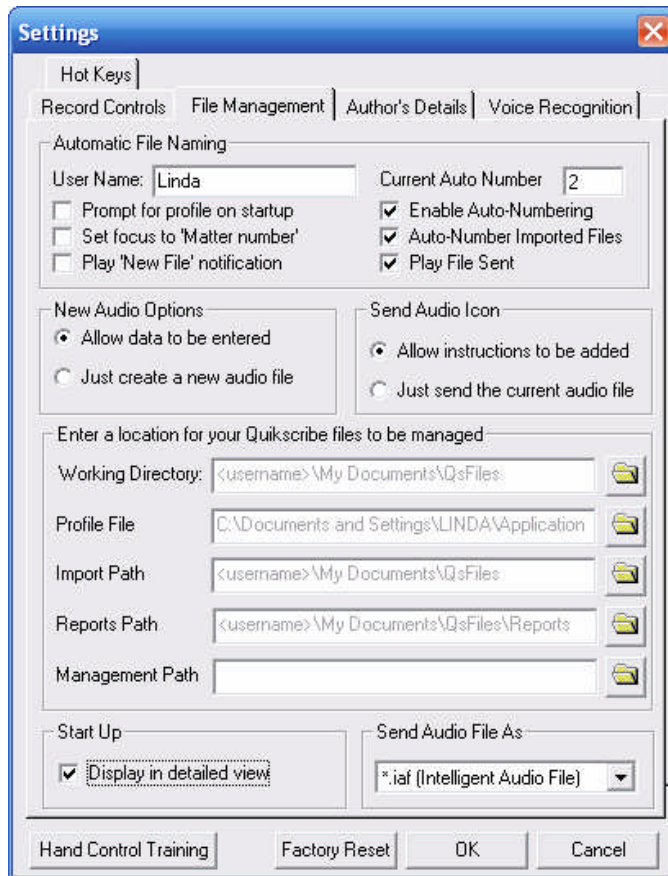 Settings
Hot Keys
Record Controls File Management Author's Details Voice Recognition
Automatic File Naming
User Name: Linda Current Auto Number 2
Prompt for profile on startup Enable Auto-Numbering
Set focus to 'Matter number' Auto-Number Imported Files
Play 'New File' notification Play File Sent
New Audio Options Send Audio Icon
Allow data to be entered Allow instructions to be added
Just create a new audio file Just send the current audio file
Enter a location for your Quikscribe files to be managed
Working Directory: <username>\My Documents\QsFiles
Profile File C:\Documents and Settings\LINDA\Application
Import Path <username>\My Documents\QsFiles
Reports Path <username>\My Documents\QsFiles\Reports
Management Path
Start Up Send Audio File As
Display in detailed view *.iaf (Intelligent Audio File)
Hand Control Training Factory Reset OK Cancel